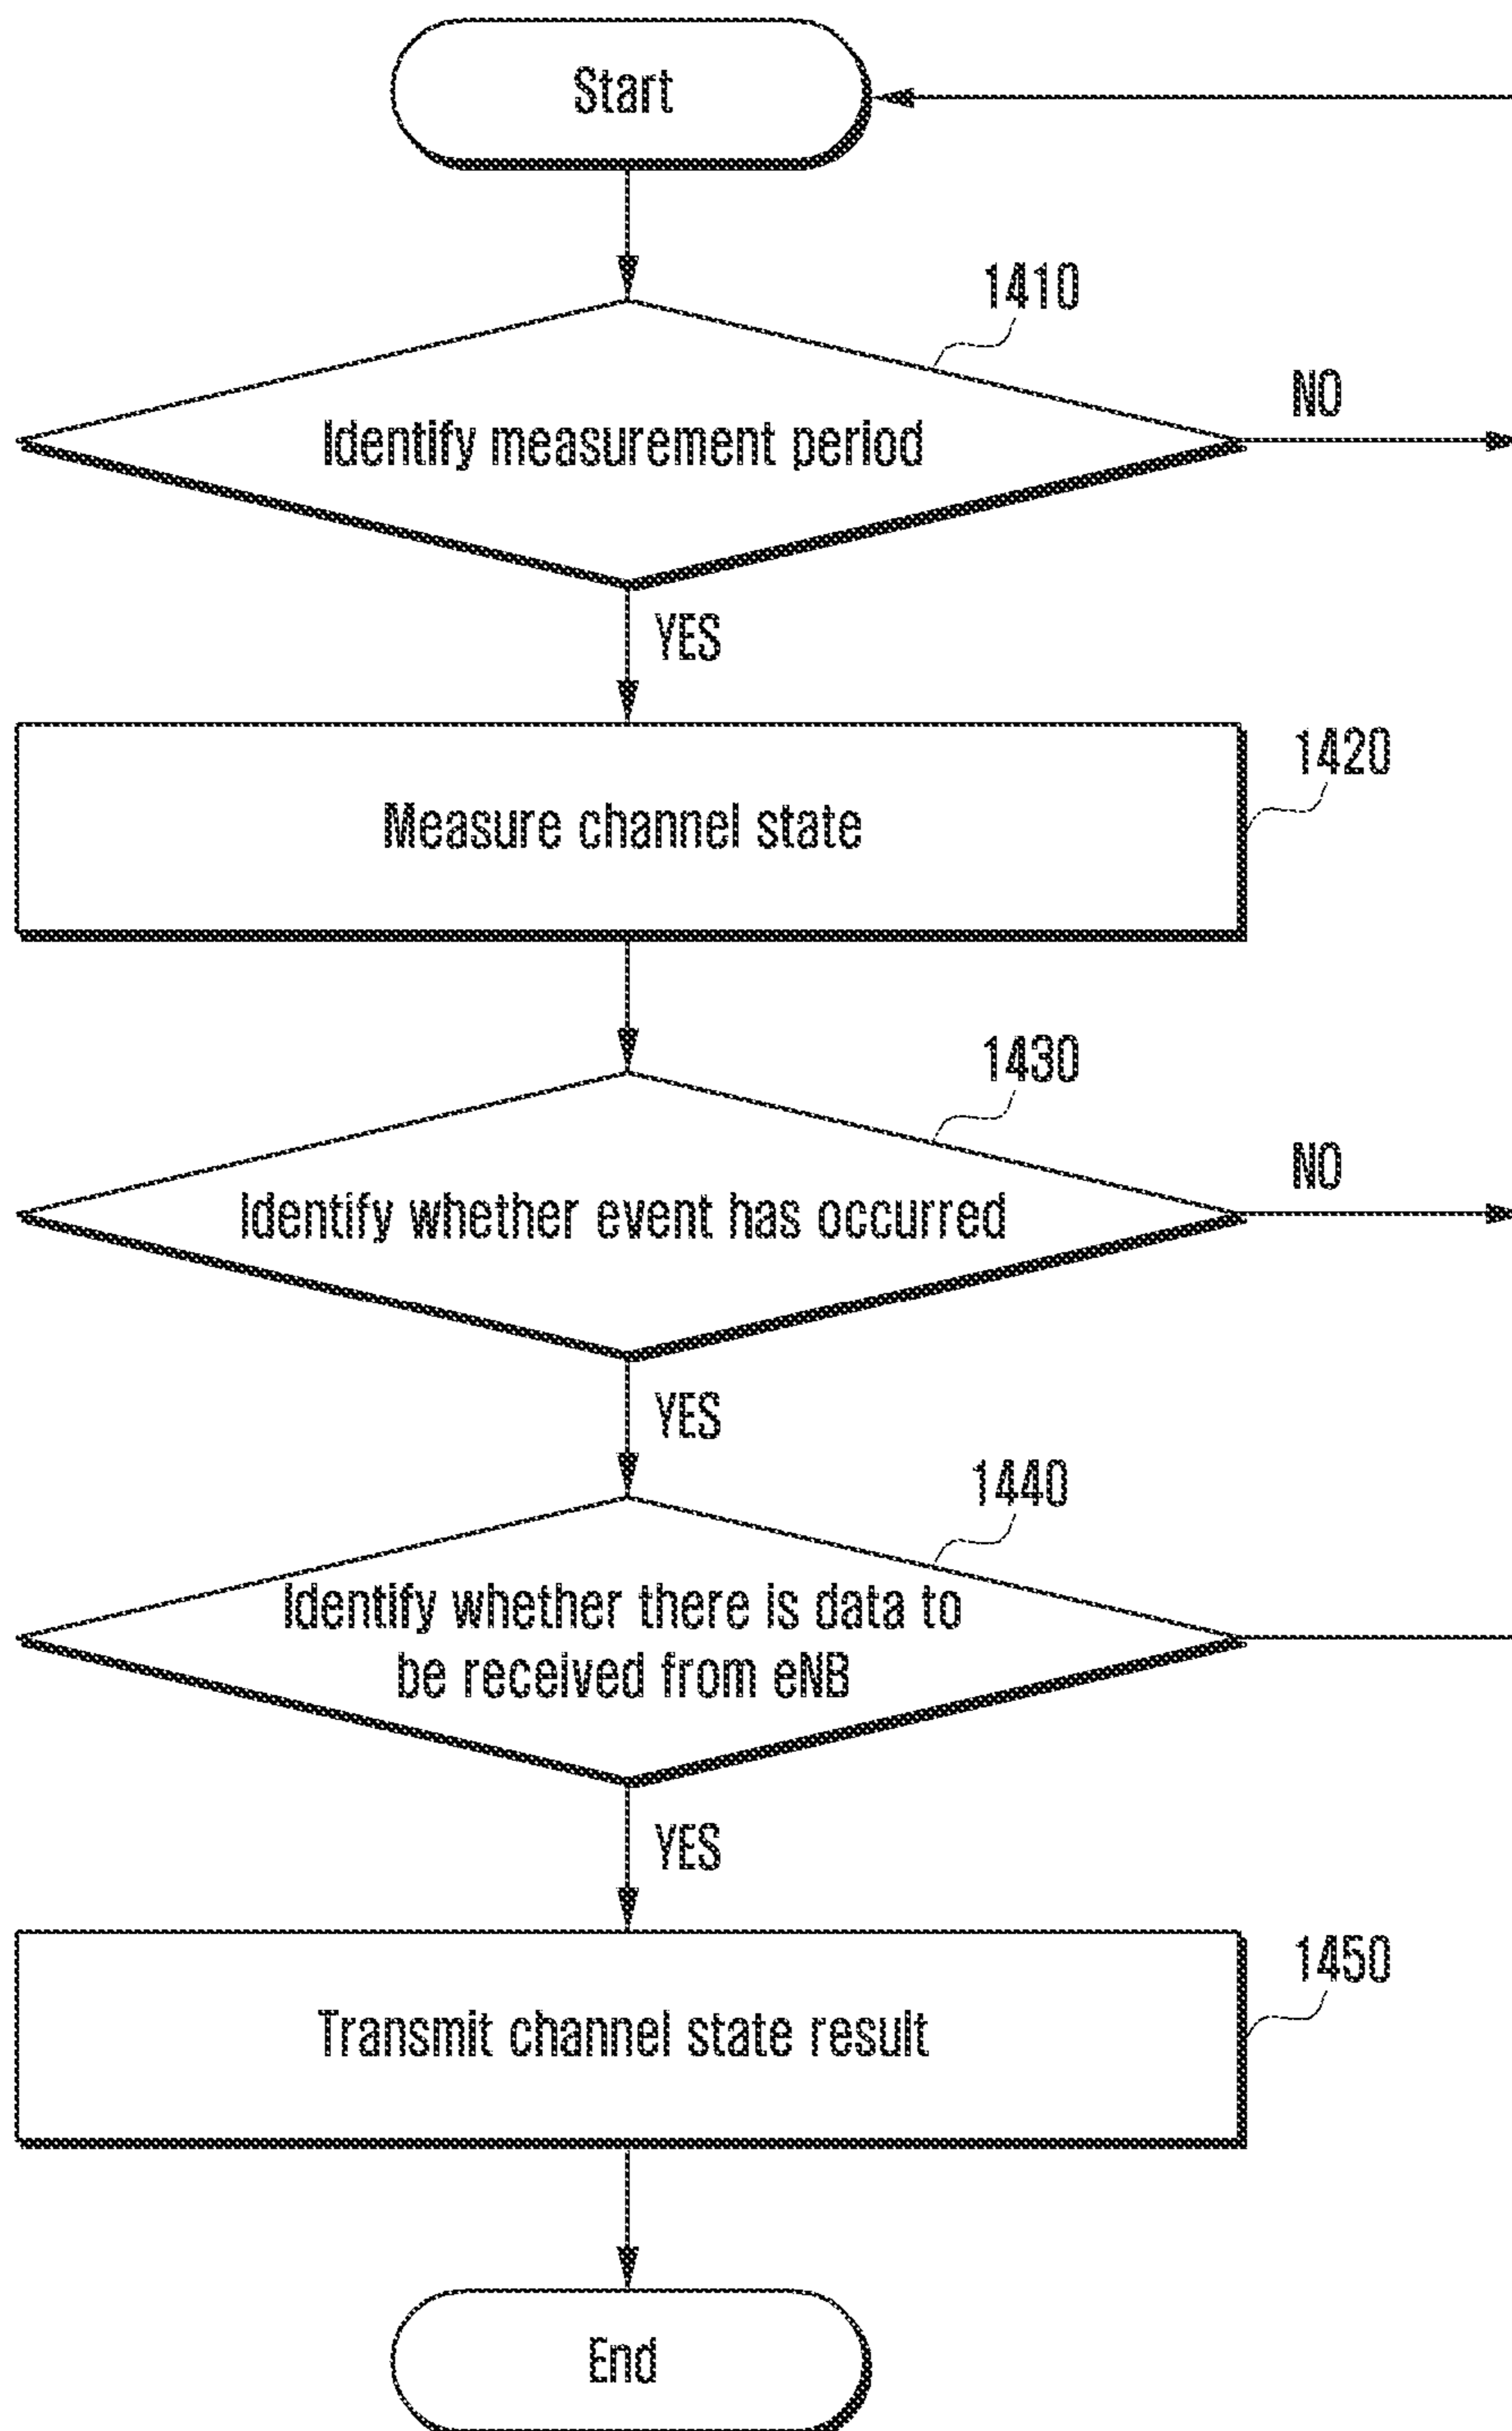 Start
1410
Identify measurement period
NO
YES
1420
Measure channel state
1430
Identify whether event has occurred
NO
YES
1440
Identify whether there is data to
be received from eNB
YES
1450
Transmit channel state result
End